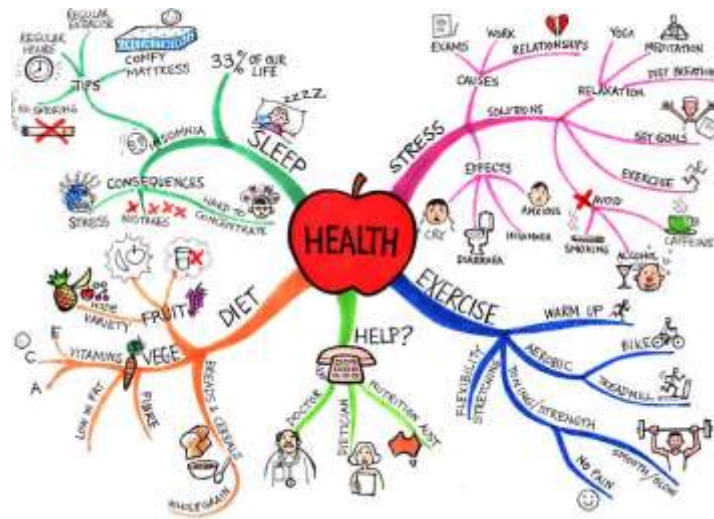 HEALTH
SLEEP
33% OF OUR
LIFE
ZZZZ
INSOMNIA
TIPS
REGULAR EXERCISE
REGULAR HOURS
COMFY
MATTRESS
NO SMOKING
CONSEQUENCES
STRESS
MISTAKES
HARD TO
CONCENTRATE
STRESS
CAUSES
EXAMS
WORK
RELATIONSHIPS
SOLUTIONS
RELAXATION
YOGA
MEDITATION
SET GOALS
EXERCISE
AVOID
SMOKING
ALCOHOL
CAFFEINE
EFFECTS
CRY
DIARRHEA
INSOMNIA
ANXIOUS
EXERCISE
WARM UP
AEROBIC
BIKE
TREADMILL
TONING/STRENGTH
SMOOTH/SLOW
NO PAIN
FLEXIBILITY
STRETCHING
HELP?
DOCTOR
DIETICIAN
NUTRITION AUST
DIET
FRUIT
WIDE
VARIETY
VEGE
VITAMINS
E
C
A
LOW IN FAT
FIBRE
BREADS & CEREALS
WHOLEGRAIN